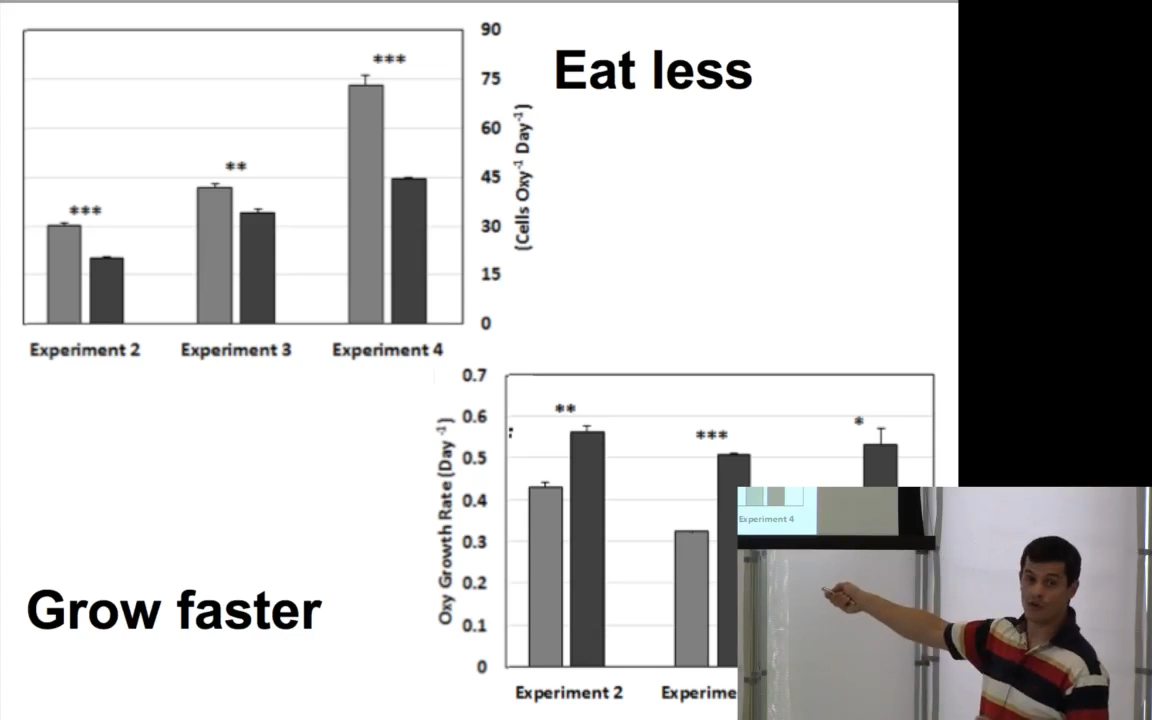 Eat less
90
75
60
45
30
15
0
(Cells Oxy-1 Day-1)
***
**
***
Experiment 2
Experiment 3
Experiment 4
Grow faster
Oxy Growth Rate (Day -1)
0.7
0.6
0.5
0.4
0.3
0.2
0.1
0
**
***
*
Experiment 2
Experime
Experiment 4